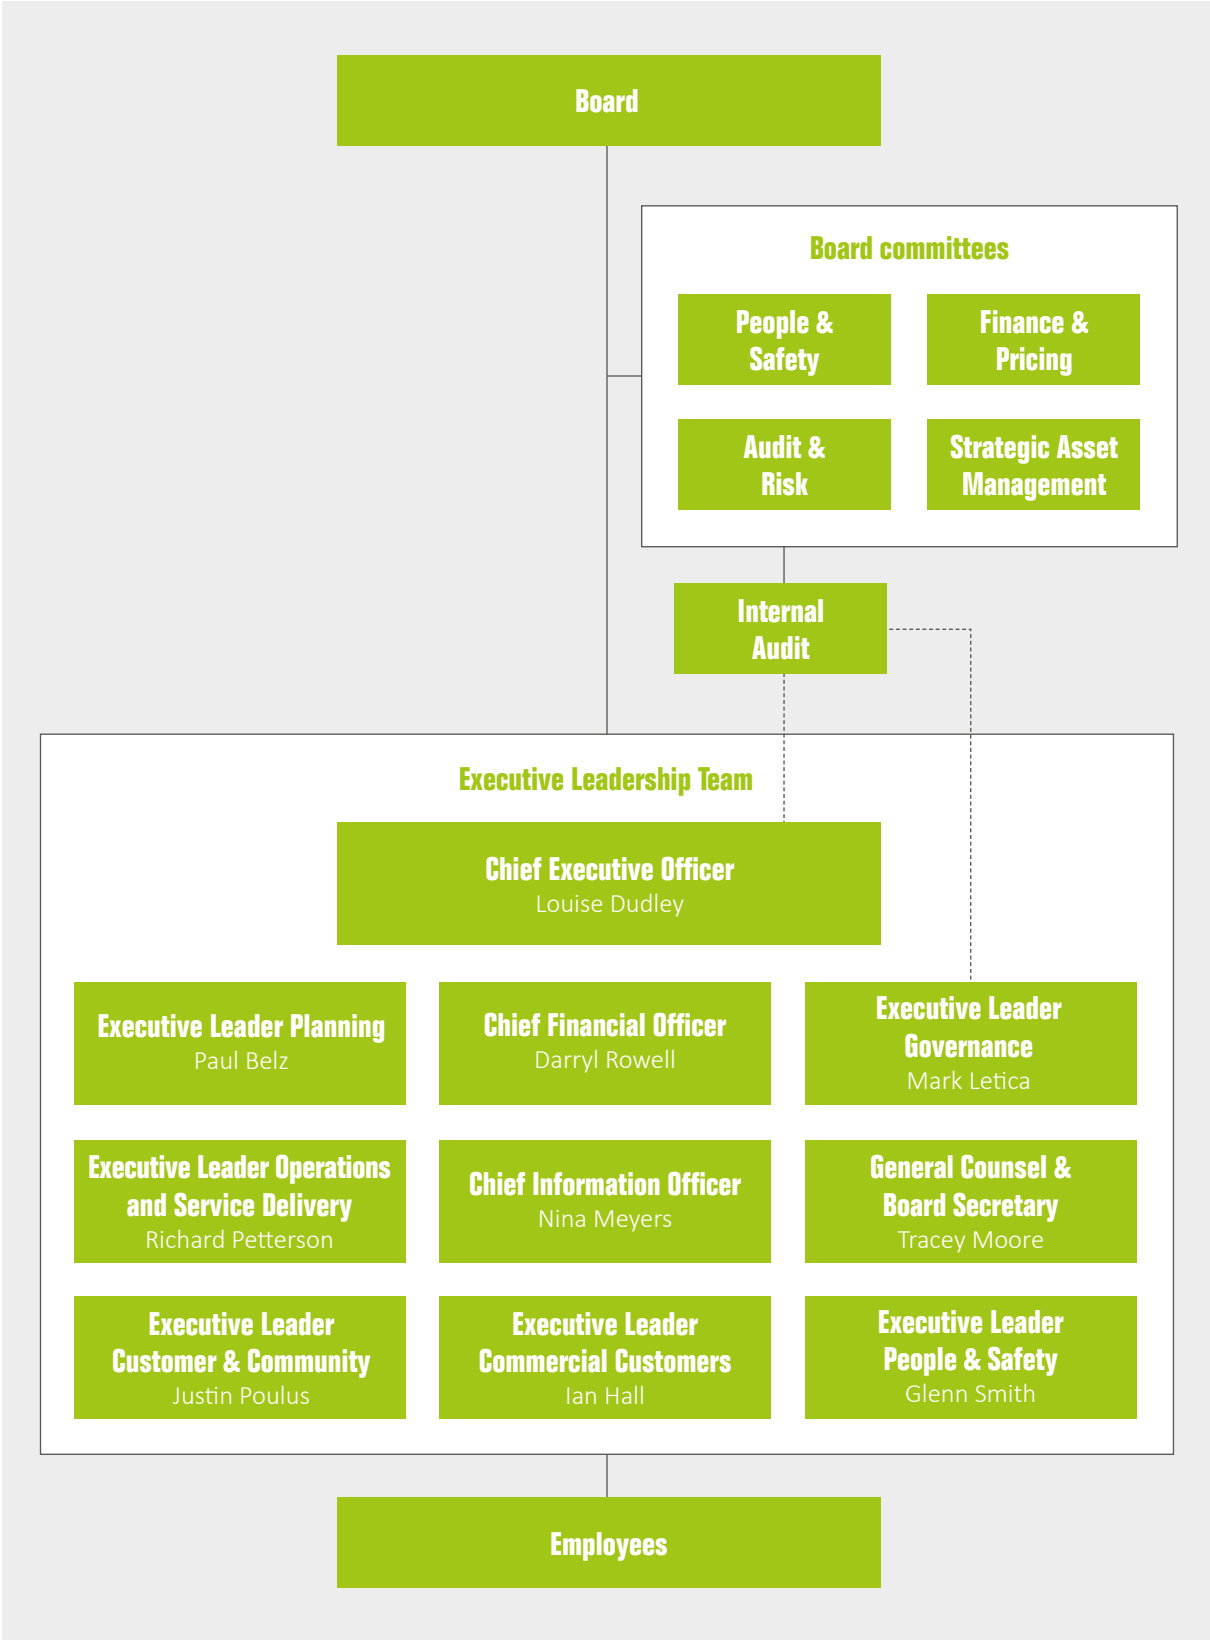 Board
Board committees
People &
Safety
Finance &
Pricing
Audit &
Risk
Strategic Asset
Management
Internal
Audit
Executive Leadership Team
Chief Executive Officer
Louise Dudley
Executive Leader Planning
Paul Belz
Chief Financial Officer
Darryl Rowell
Executive Leader
Governance
Mark Letica
Executive Leader Operations
and Service Delivery
Richard Petterson
Chief Information Officer
Nina Meyers
General Counsel &
Board Secretary
Tracey Moore
Executive Leader
Customer & Community
Justin Poulus
Executive Leader
Commercial Customers
Ian Hall
Executive Leader
People & Safety
Glenn Smith
Employees